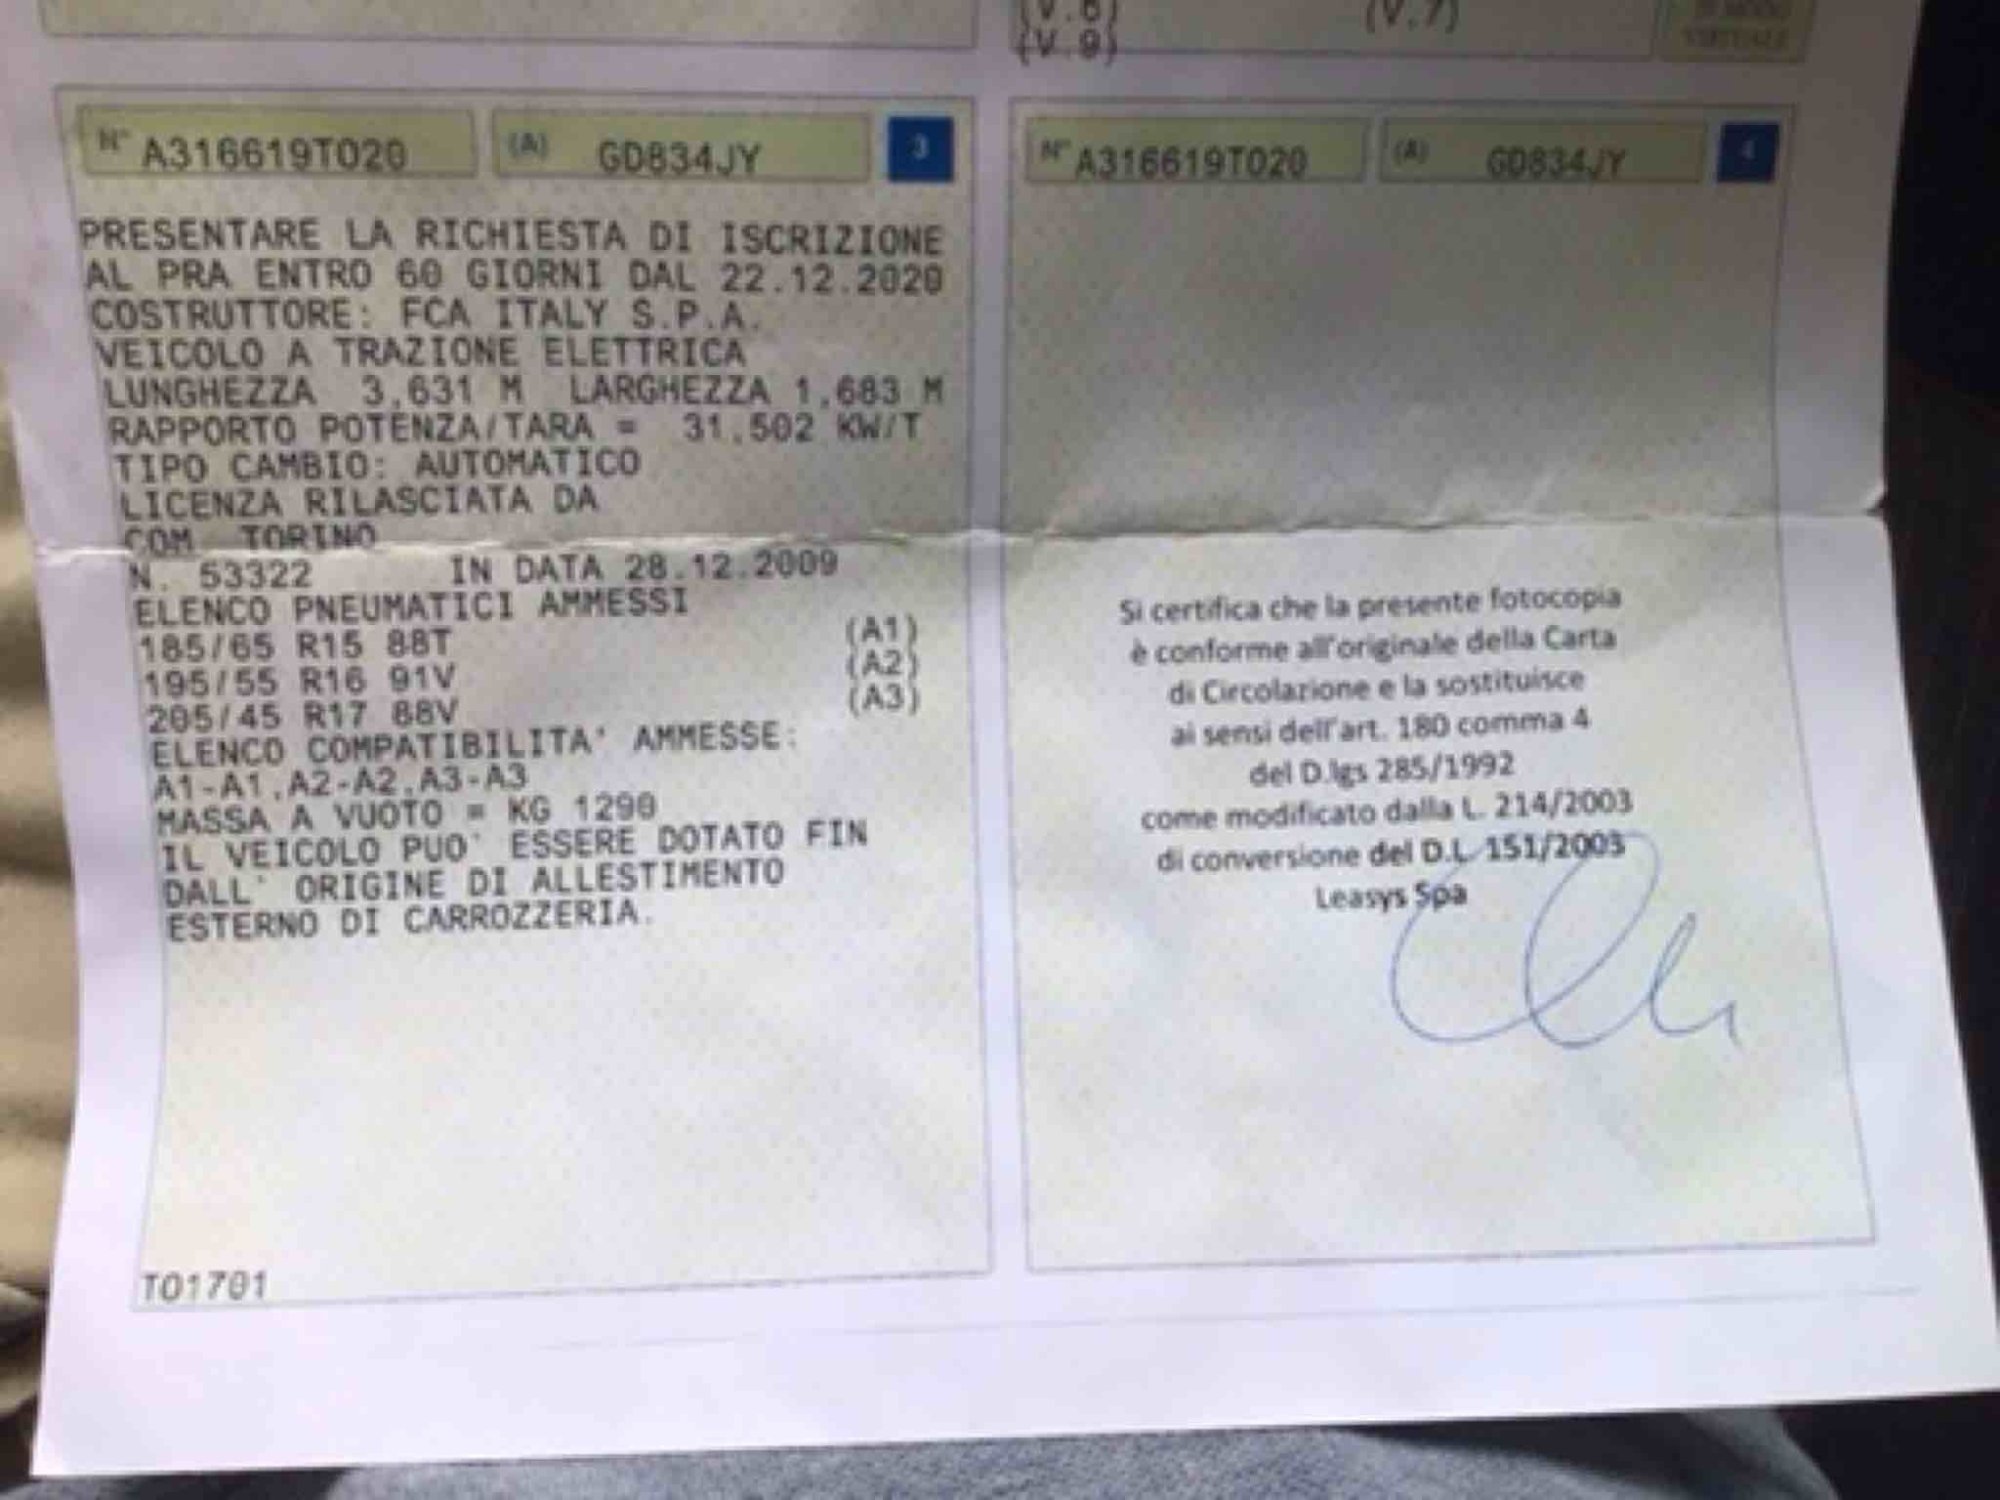 (V.6) (V.7)
(V.9)
N° A316619T020 (A) GD834JY 3
PRESENTARE LA RICHIESTA DI ISCRIZIONE
AL PRA ENTRO 60 GIORNI DAL 22.12.2020
COSTRUTTORE: FCA ITALY S.P.A.
VEICOLO A TRAZIONE ELETTRICA
LUNGHEZZA 3,631 M LARGHEZZA 1,683 M
RAPPORTO POTENZA/TARA = 31,502 KW/T
TIPO CAMBIO: AUTOMATICO
LICENZA RILASCIATA DA
COM TORINO
N. 53322 IN DATA 28.12.2009
ELENCO PNEUMATICI AMMESSI
185/65 R15 88T (A1)
195/55 R16 91V (A2)
205/45 R17 88V (A3)
ELENCO COMPATIBILITA' AMMESSE:
A1-A1,A2-A2,A3-A3
MASSA A VUOTO = KG 1290
IL VEICOLO PUO' ESSERE DOTATO FIN
DALL' ORIGINE DI ALLESTIMENTO
ESTERNO DI CARROZZERIA.
TO1701
N° A316619T020 (A) GD834JY 4
Si certifica che la presente fotocopia
è conforme all'originale della Carta
di Circolazione e la sostituisce
ai sensi dell'art. 180 comma 4
del D.lgs 285/1992
come modificato dalla L. 214/2003
di conversione del D.L 151/2003
Leasys Spa